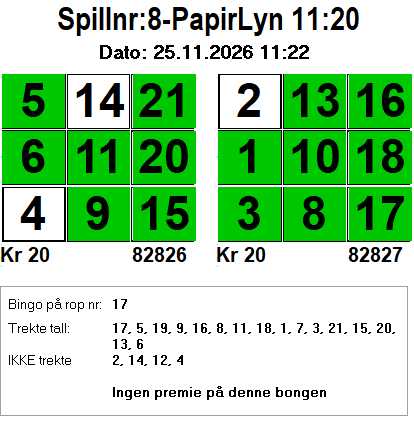 Spillnr:8-PapirLyn 11:20
Dato: 25.11.2026 11:22
5 14 21 2 13 16
6 11 20 1 10 18
4 9 15 3 8 17
Kr 20 82826 Kr 20 82827
Bingo på rop nr: 17
Trekte tall: 17, 5, 19, 9, 16, 8, 11, 18, 1, 7, 3, 21, 15, 20,
13, 6
IKKE trekte 2, 14, 12, 4
Ingen premie på denne bongen